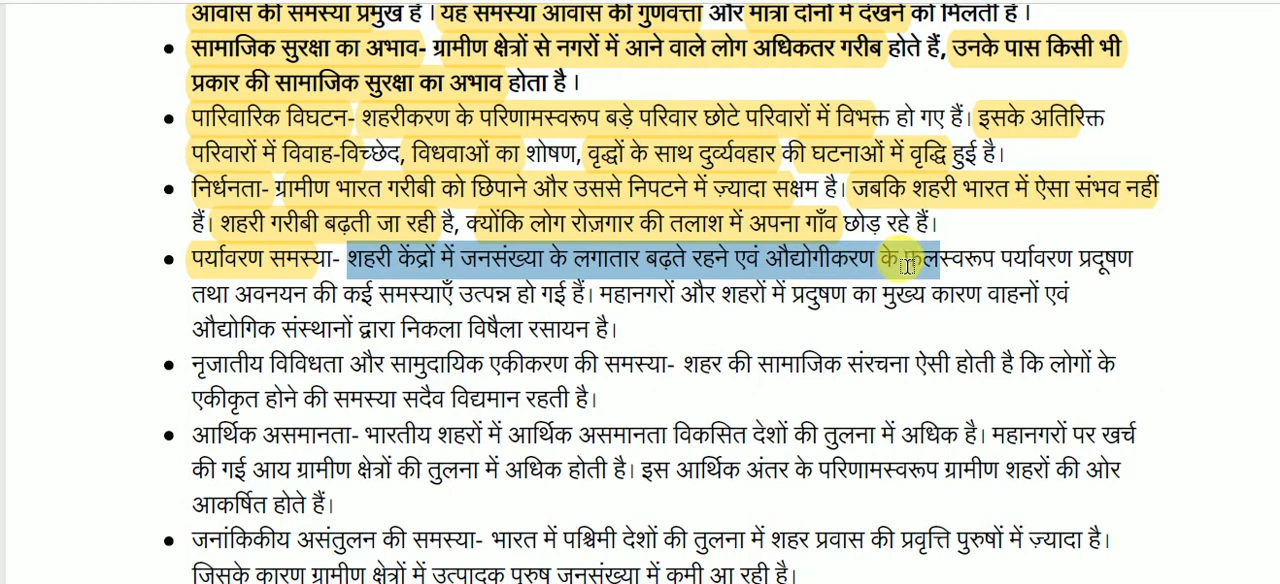 आवास की समस्या प्रमुख है। यह समस्या आवास की गुणवत्ता और मात्रा दोनों में देखने को मिलती है।
• सामाजिक सुरक्षा का अभाव- ग्रामीण क्षेत्रों से नगरों में आने वाले लोग अधिकतर गरीब होते हैं, उनके पास किसी भी
प्रकार की सामाजिक सुरक्षा का अभाव होता है।
• पारिवारिक विघटन- शहरीकरण के परिणामस्वरूप बड़े परिवार छोटे परिवारों में विभक्त हो गए हैं। इसके अतिरिक्त
परिवारों में विवाह-विच्छेद, विधवाओं का शोषण, वृद्धों के साथ दुर्व्यवहार की घटनाओं में वृद्धि हुई है।
• निर्धनता- ग्रामीण भारत गरीबी को छिपाने और उससे निपटने में ज्यादा सक्षम है। जबकि शहरी भारत में ऐसा संभव नहीं
हैं। शहरी गरीबी बढ़ती जा रही है, क्योंकि लोग रोज़गार की तलाश में अपना गाँव छोड़ रहे हैं।
• पर्यावरण समस्या- शहरी केंद्रों में जनसंख्या के लगातार बढ़ते रहने एवं औद्योगीकरण के फलस्वरूप पर्यावरण प्रदूषण
तथा अवनयन की कई समस्याएँ उत्पन्न हो गई हैं। महानगरों और शहरों में प्रदुषण का मुख्य कारण वाहनों एवं
औद्योगिक संस्थानों द्वारा निकला विषैला रसायन है।
• नृजातीय विविधता और सामुदायिक एकीकरण की समस्या- शहर की सामाजिक संरचना ऐसी होती है कि लोगों के
एकीकृत होने की समस्या सदैव विद्यमान रहती है।
• आर्थिक असमानता- भारतीय शहरों में आर्थिक असमानता विकसित देशों की तुलना में अधिक है। महानगरों पर खर्च
की गई आय ग्रामीण क्षेत्रों की तुलना में अधिक होती है। इस आर्थिक अंतर के परिणामस्वरूप ग्रामीण शहरों की ओर
आकर्षित होते हैं।
• जनांकिकीय असंतुलन की समस्या- भारत में पश्चिमी देशों की तुलना में शहर प्रवास की प्रवृत्ति पुरुषों में ज़्यादा है।
जिसके कारण ग्रामीण क्षेत्रों में उत्पादक पुरुष जनसंख्या में कमी आ रही है।